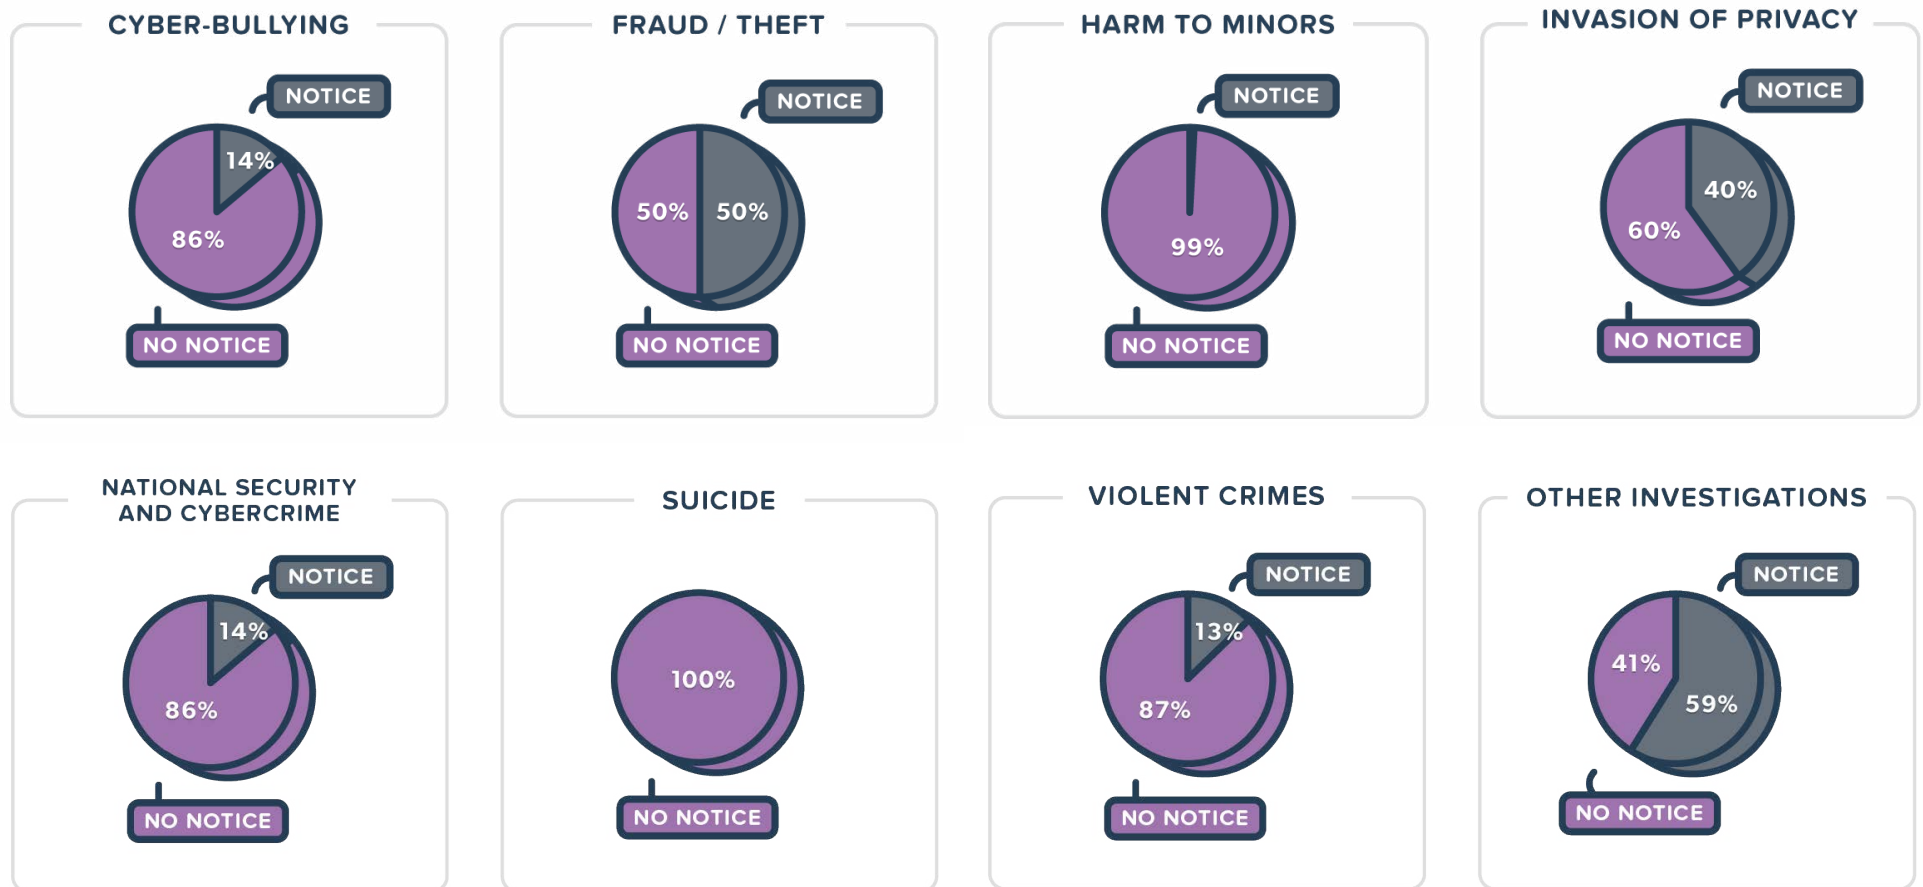 CYBER-BULLYING
NOTICE
14%
86%
NO NOTICE
FRAUD / THEFT
NOTICE
50%
50%
NO NOTICE
HARM TO MINORS
NOTICE
99%
NO NOTICE
INVASION OF PRIVACY
NOTICE
40%
60%
NO NOTICE
NATIONAL SECURITY
AND CYBERCRIME
NOTICE
14%
86%
NO NOTICE
SUICIDE
100%
NO NOTICE
VIOLENT CRIMES
NOTICE
13%
87%
NO NOTICE
OTHER INVESTIGATIONS
NOTICE
41%
59%
NO NOTICE